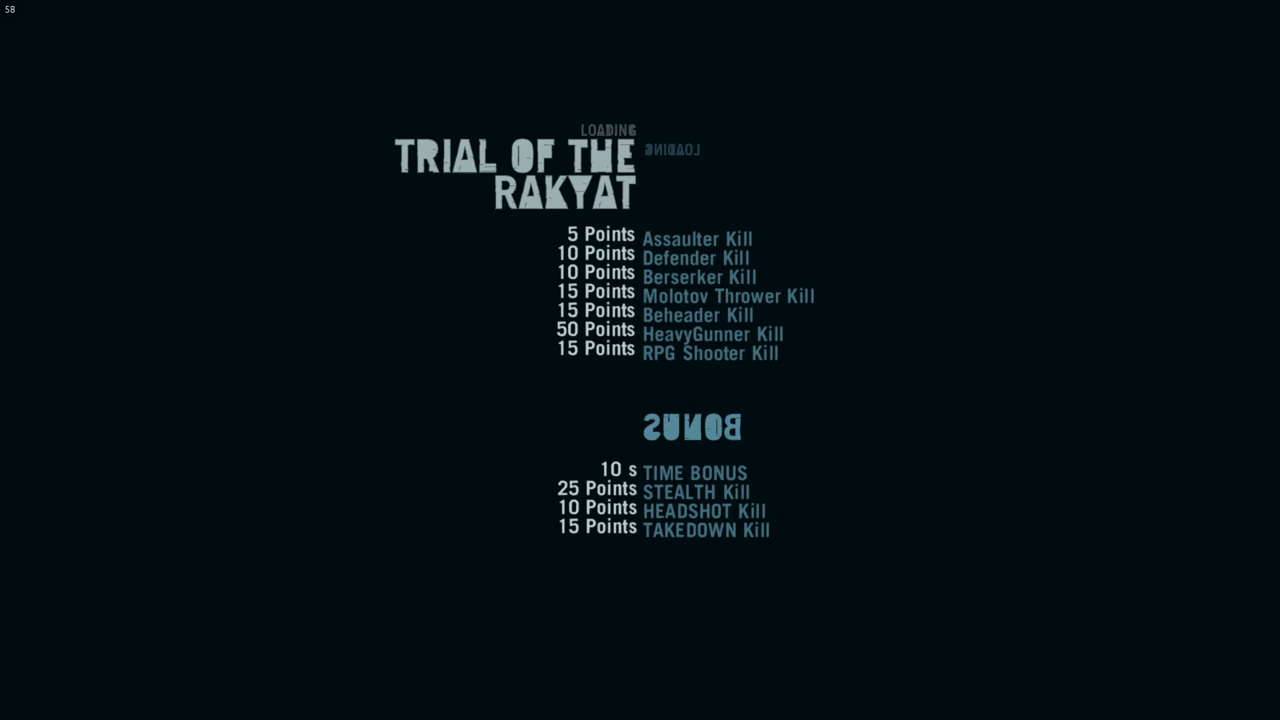 58
LOADING
TRIAL OF THE
LOADING
RAKYAT
5 Points Assaulter Kill
10 Points Defender Kill
10 Points Berserker Kill
15 Points Molotov Thrower Kill
15 Points Beheader Kill
50 Points HeavyGunner Kill
15 Points RPG Shooter Kill
BONUS
10 s TIME BONUS
25 Points STEALTH Kill
10 Points HEADSHOT Kill
15 Points TAKEDOWN Kill